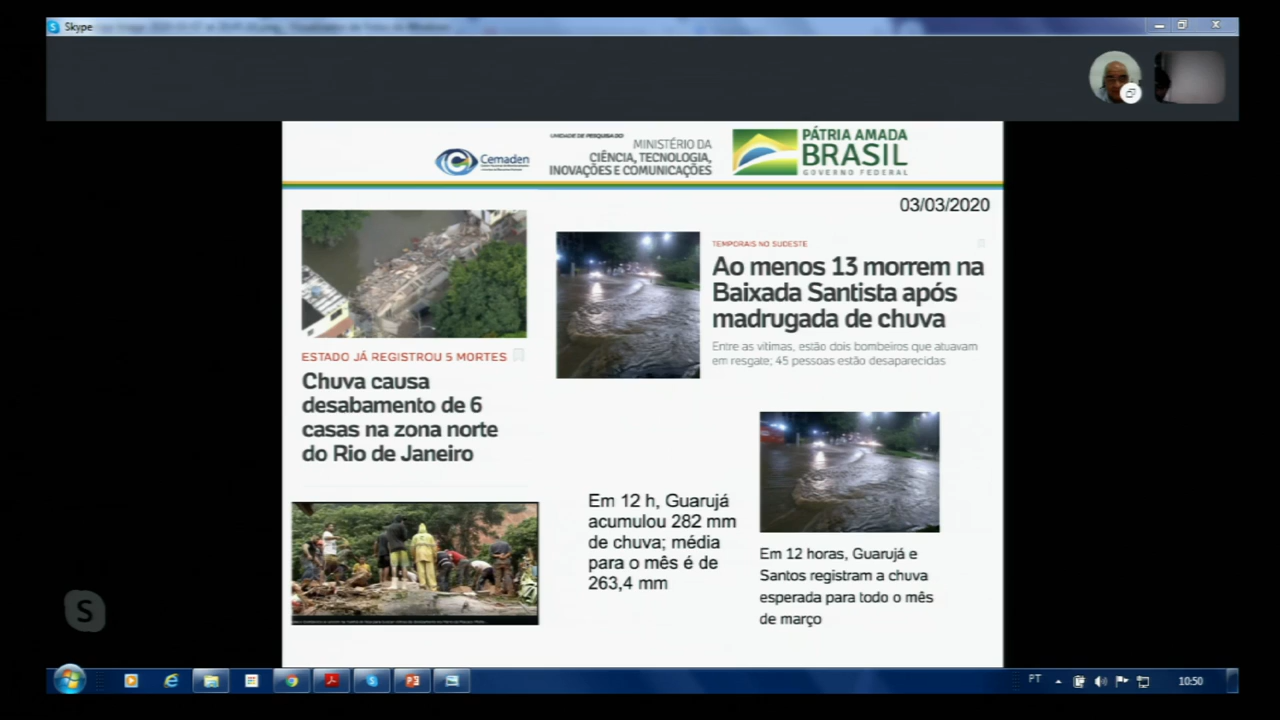 Skype
Cemaden
UNIDADE DE PESQUISA DO
MINISTÉRIO DA
CIÊNCIA, TECNOLOGIA,
INOVAÇÕES E COMUNICAÇÕES
PÁTRIA AMADA
BRASIL
GOVERNO FEDERAL
03/03/2020
ESTADO JÁ REGISTROU 5 MORTES
Chuva causa
desabamento de 6
casas na zona norte
do Rio de Janeiro
TEMPORAIS NO SUDESTE
Ao menos 13 morrem na
Baixada Santista após
madrugada de chuva
Entre as vítimas, estão dois bombeiros que atuavam
em resgate; 45 pessoas estão desaparecidas
Em 12 h, Guarujá
acumulou 282 mm
de chuva; média
para o mês é de
263,4 mm
Em 12 horas, Guarujá e
Santos registram a chuva
esperada para todo o mês
de março
S
PT
10:50